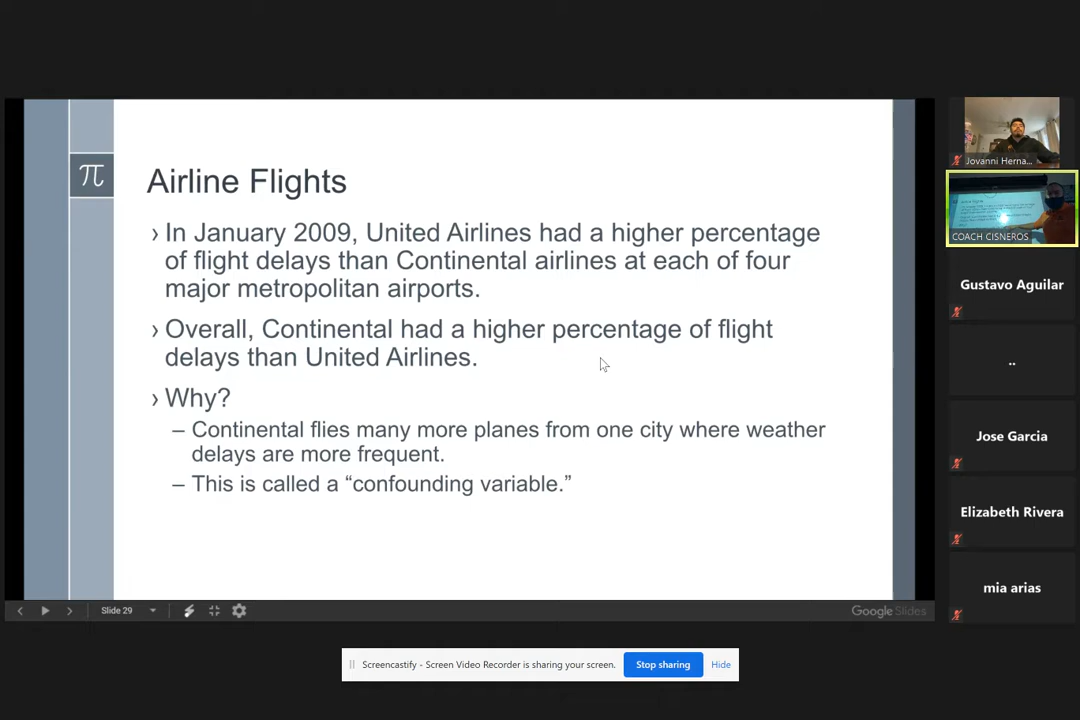 π
Airline Flights
› In January 2009, United Airlines had a higher percentage
of flight delays than Continental airlines at each of four
major metropolitan airports.
› Overall, Continental had a higher percentage of flight
delays than United Airlines.
› Why?
– Continental flies many more planes from one city where weather
delays are more frequent.
– This is called a “confounding variable.”
Slide 29
Google Slides
Jovanni Herna...
COACH CISNEROS
Gustavo Aguilar
..
Jose Garcia
Elizabeth Rivera
mia arias
Screencastify - Screen Video Recorder is sharing your screen.
Stop sharing
Hide